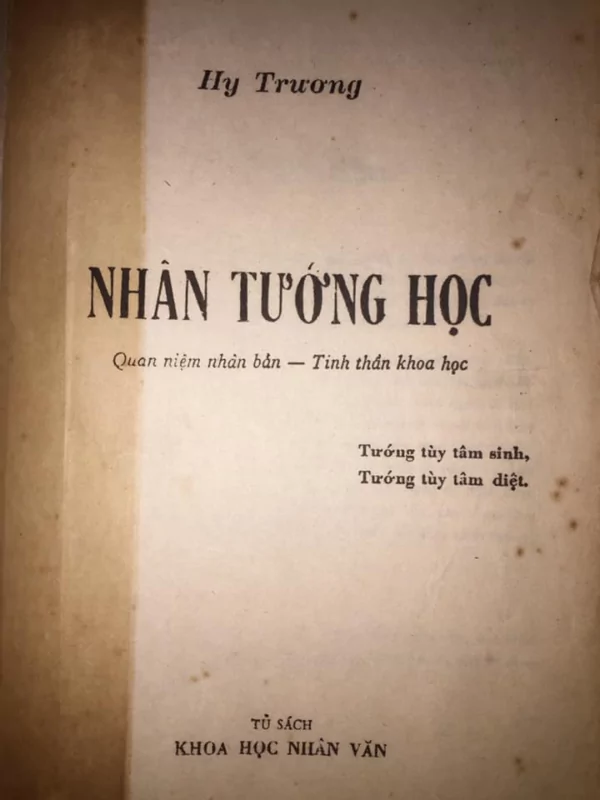 Hy Trương
NHÂN TƯỚNG HỌC
Quan niệm nhân bản — Tinh thần khoa học
Tướng tùy tâm sinh,
Tướng tùy tâm diệt.
TỦ SÁCH
KHOA HỌC NHÂN VĂN